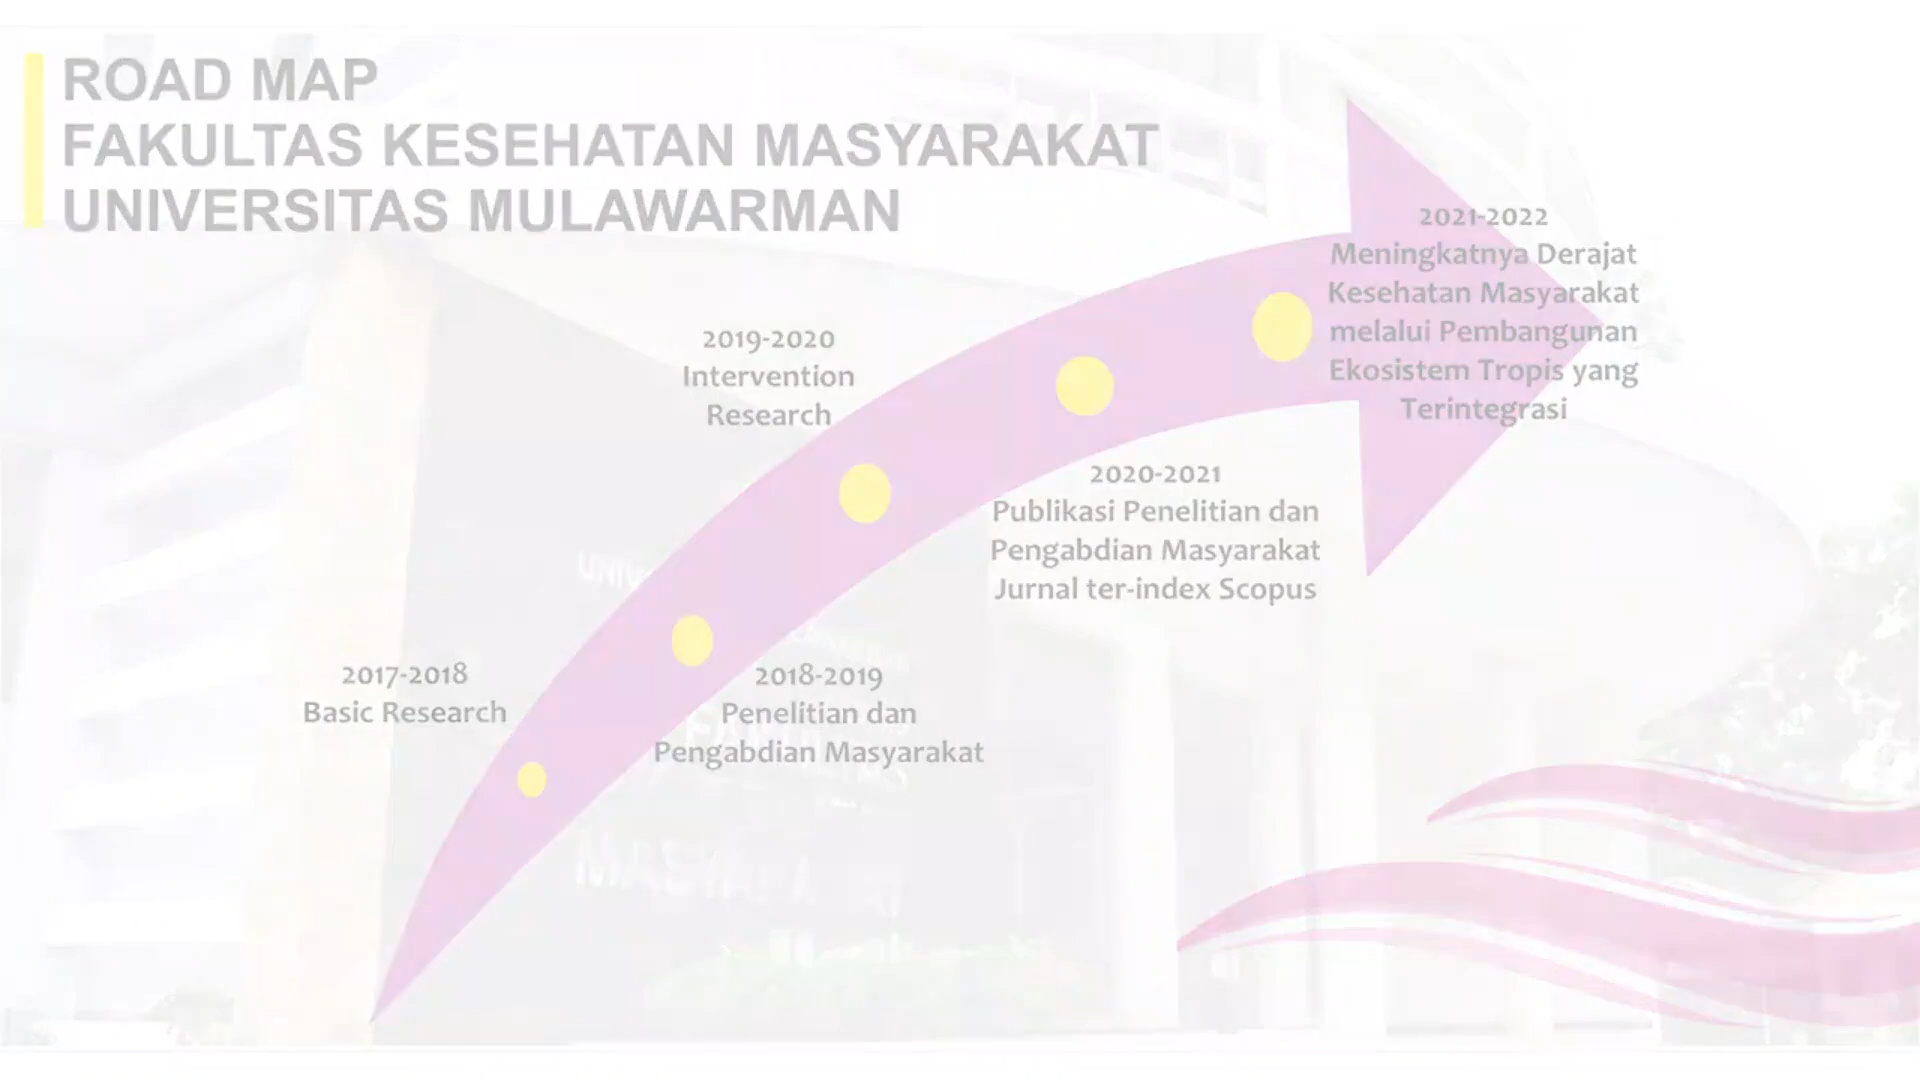 ROAD MAP
FAKULTAS KESEHATAN MASYARAKAT
UNIVERSITAS MULAWARMAN
2017-2018
Basic Research
2018-2019
Penelitian dan
Pengabdian Masyarakat
2019-2020
Intervention
Research
2020-2021
Publikasi Penelitian dan
Pengabdian Masyarakat
Jurnal ter-index Scopus
2021-2022
Meningkatnya Derajat
Kesehatan Masyarakat
melalui Pembangunan
Ekosistem Tropis yang
Terintegrasi